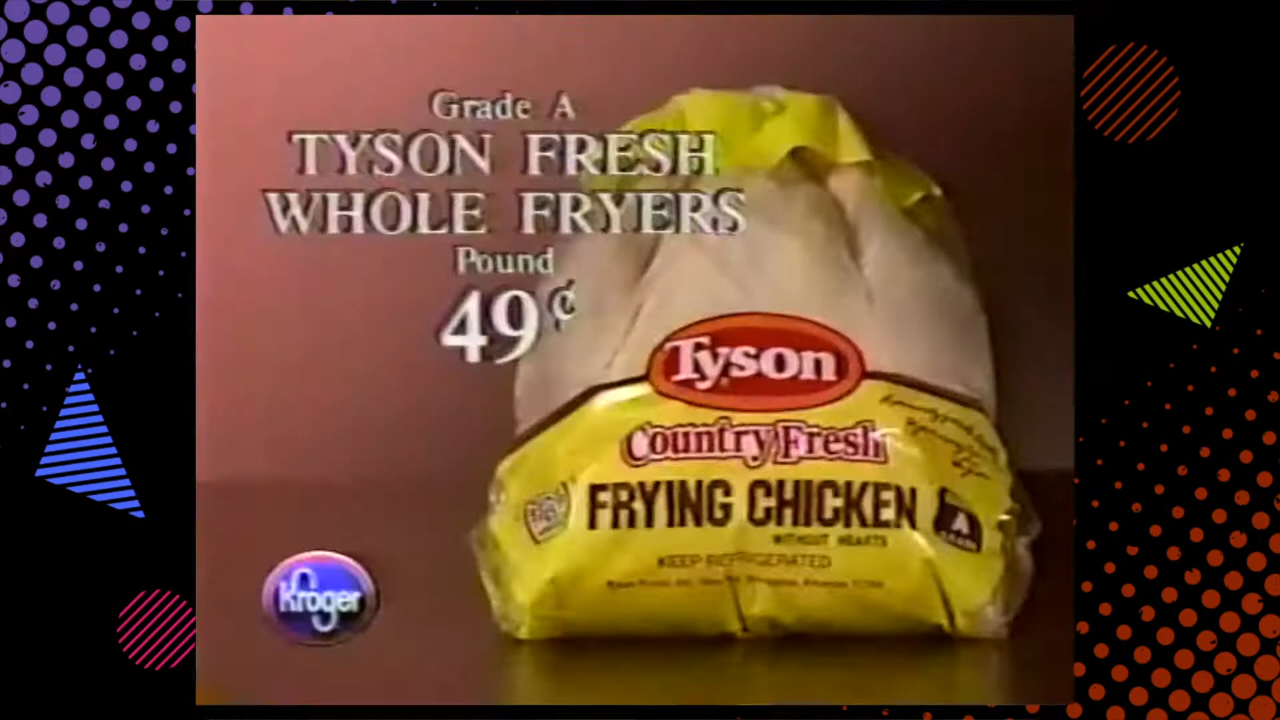 Grade A
TYSON FRESH
WHOLE FRYERS
Pound
49¢
Tyson
Country Fresh
FRYING CHICKEN
A
WITHOUT HEARTS
KEEP REFRIGERATED
Kroger